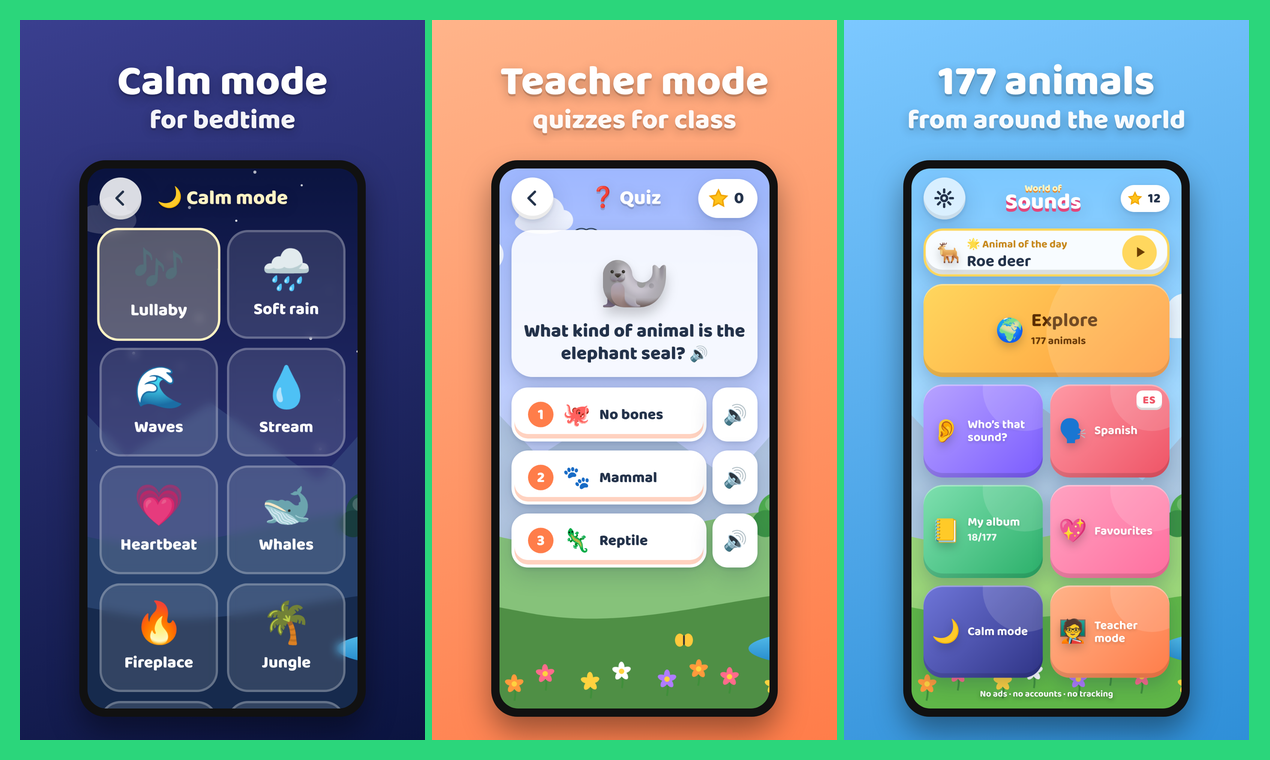 Calm mode
for bedtime
Calm mode
Lullaby
Soft rain
Waves
Stream
Heartbeat
Whales
Fireplace
Jungle
Teacher mode
quizzes for class
Quiz
0
What kind of animal is the
elephant seal?
1 No bones
2 Mammal
3 Reptile
177 animals
from around the world
World of
Sounds
12
Animal of the day
Roe deer
Explore
177 animals
Who's that
sound?
ES
Spanish
My album
18/177
Favourites
Calm mode
Teacher
mode
No ads · no accounts · no tracking